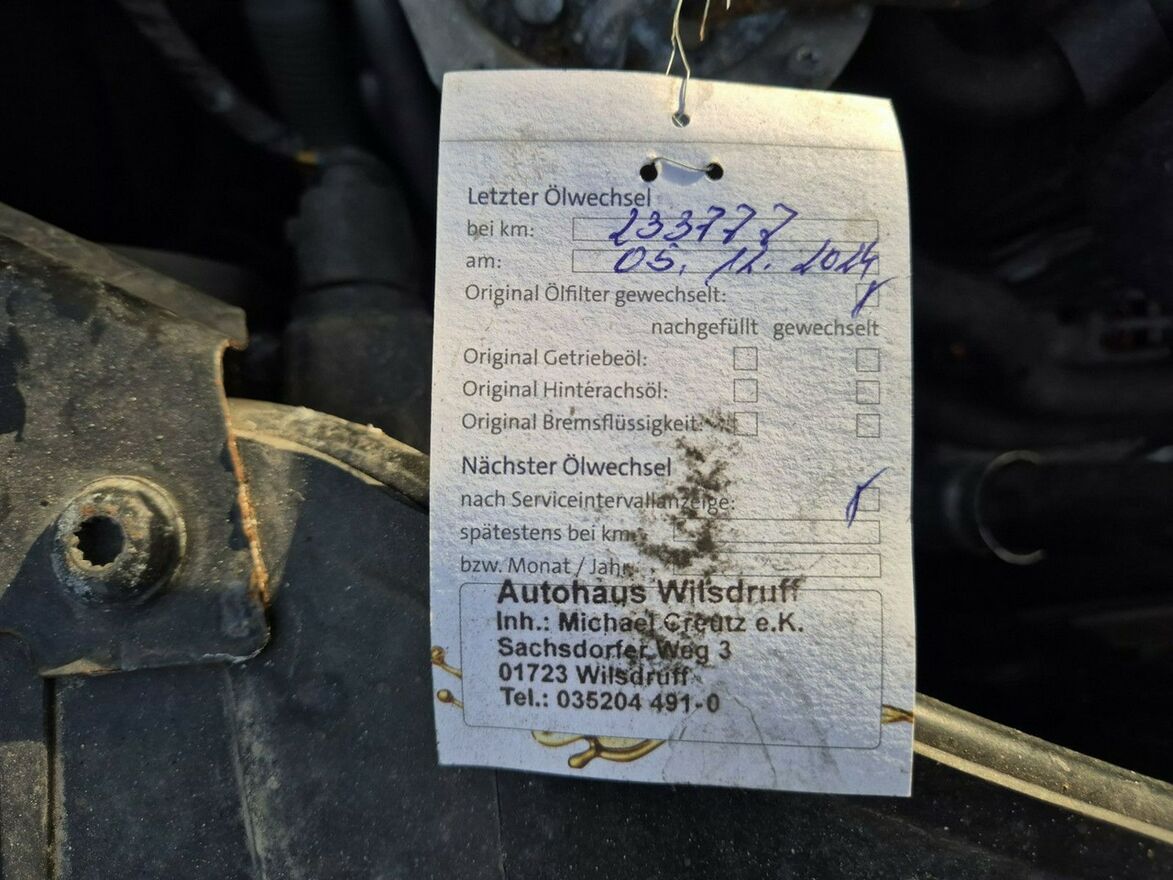 Letzter Ölwechsel
bei km: 233777
am: 05. 12. 2024
Original Ölfilter gewechselt:
nachgefüllt gewechselt
Original Getriebeöl:
Original Hinterachsöl:
Original Bremsflüssigkeit:
Nächster Ölwechsel
nach Serviceintervallanzeige:
spätestens bei km:
bzw. Monat / Jahr:
Autohaus Wilsdruff
Inh.: Michael Creutz e.K.
Sachsdorfer Weg 3
01723 Wilsdruff
Tel.: 035204 491-0